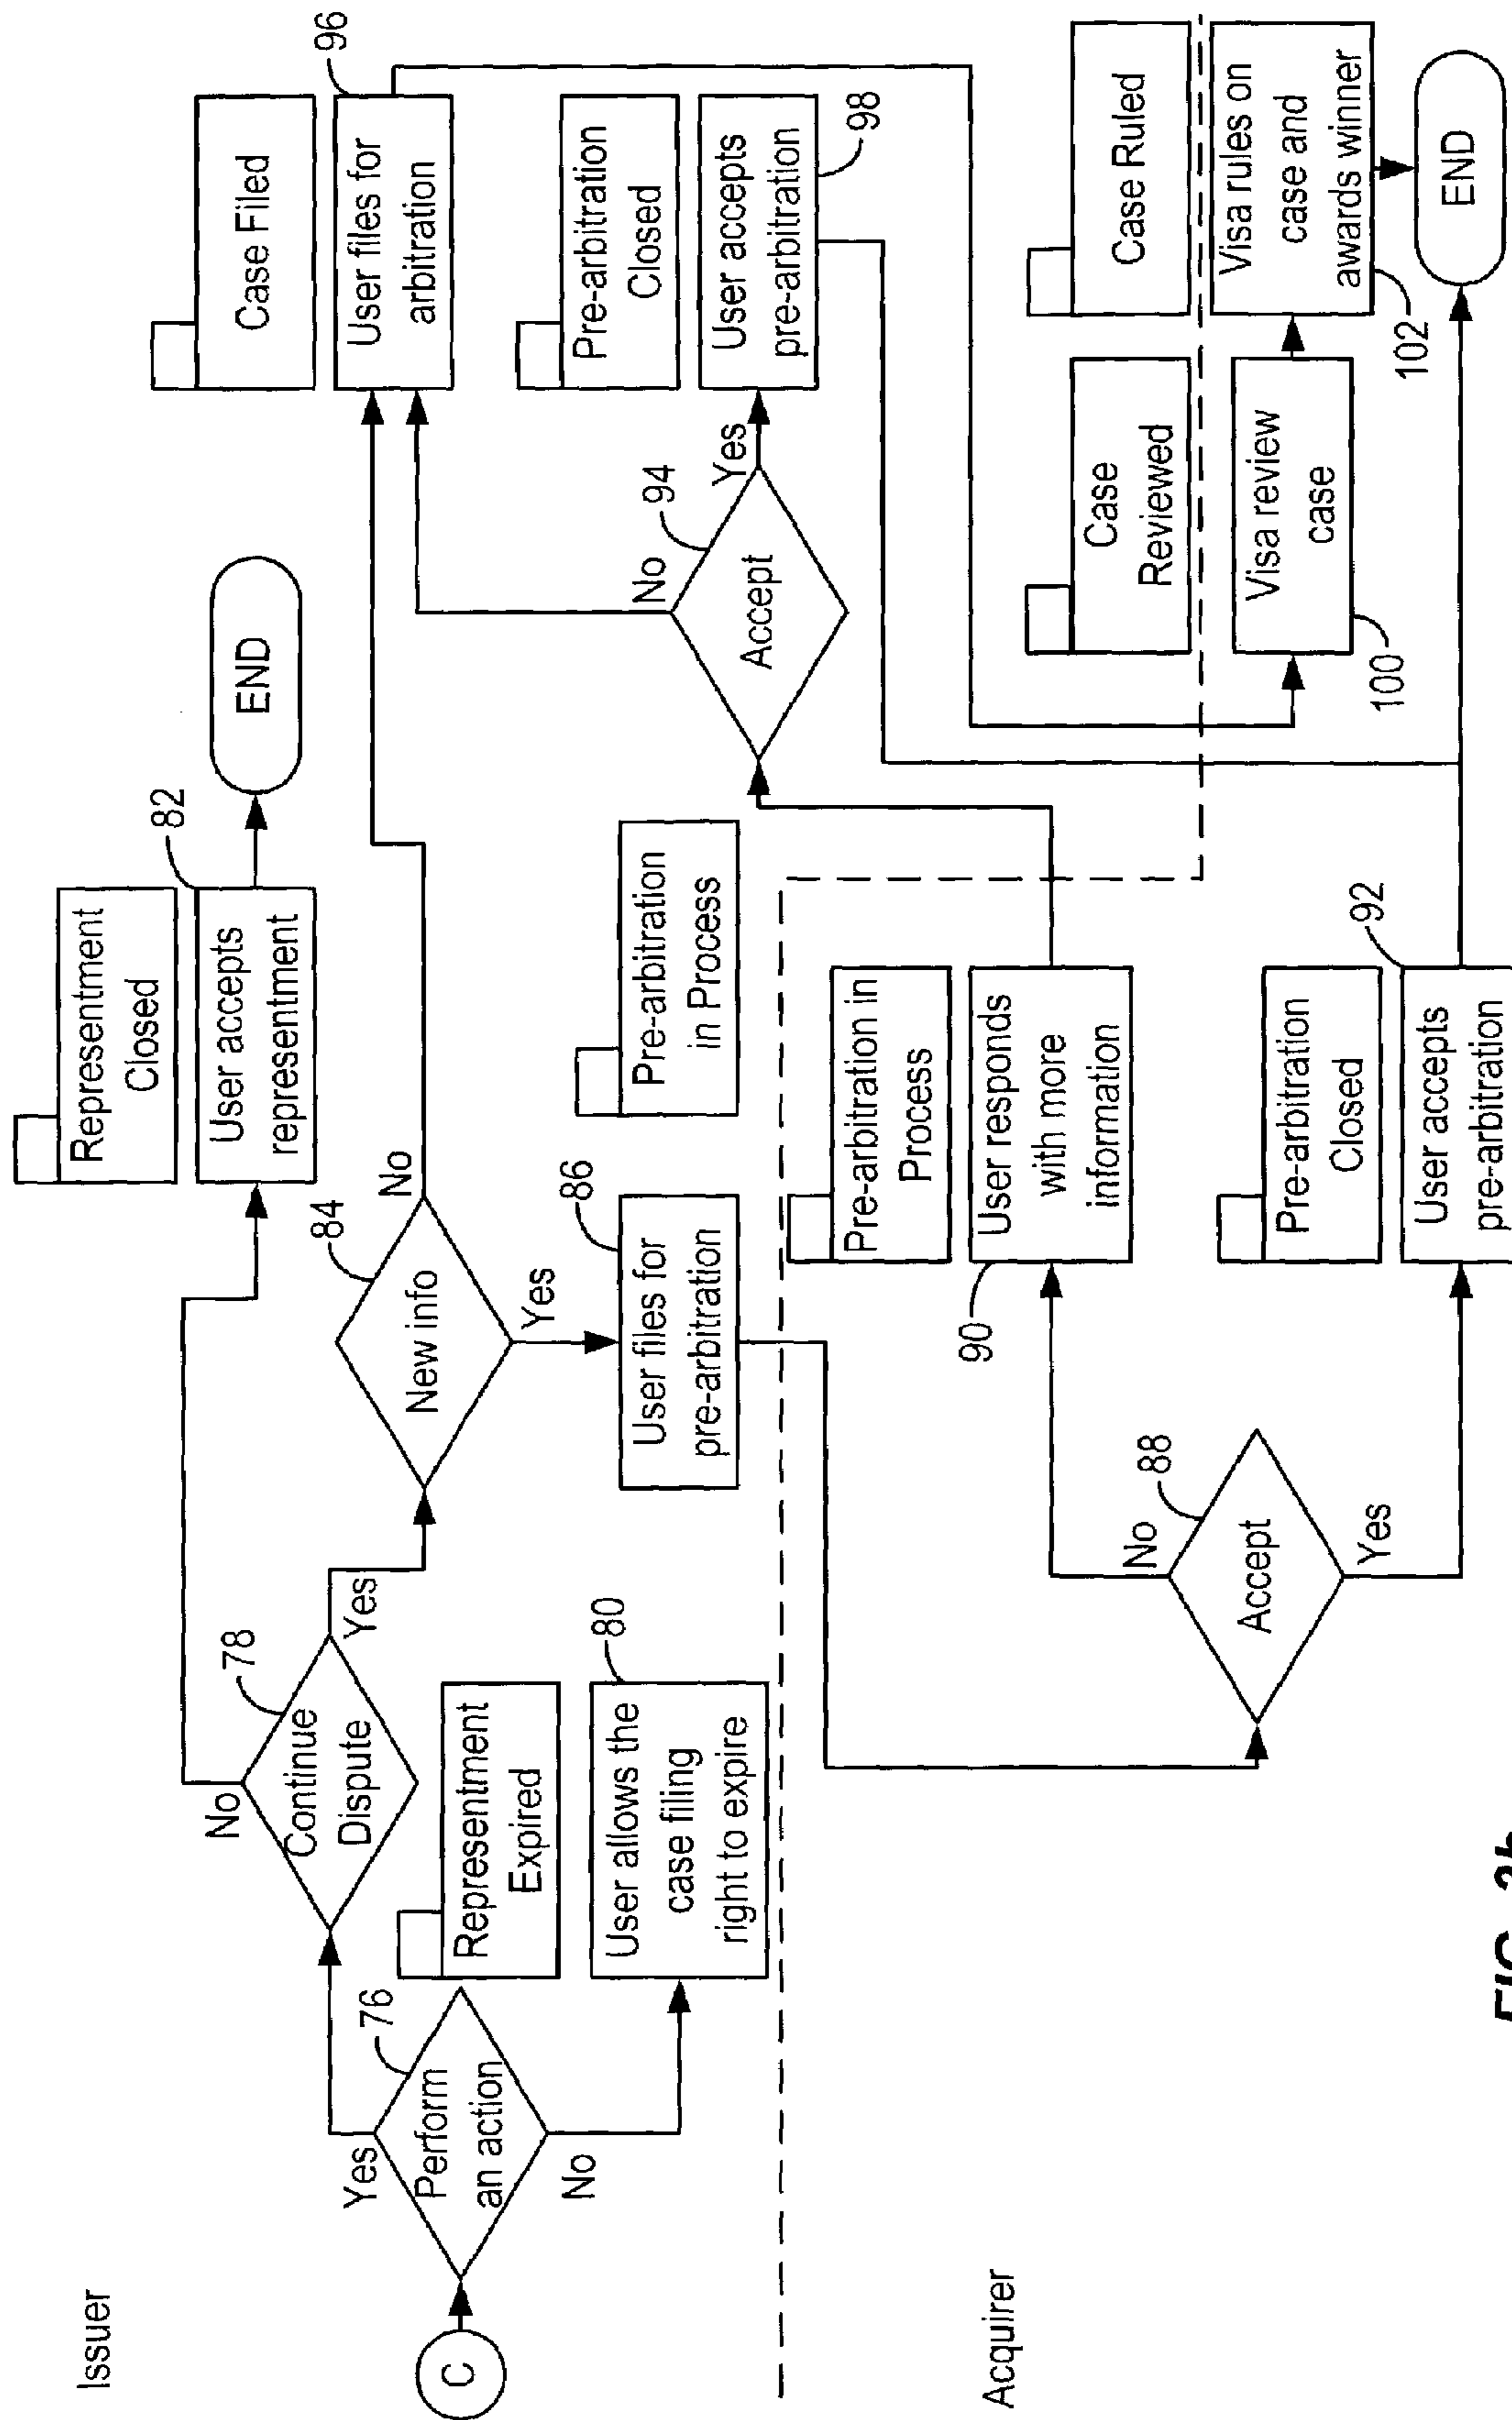 Issuer
C
Perform
an action
76
Yes
No
Continue
Dispute
78
No
Yes
Representment
Expired
User allows the
case filing
right to expire
80
Representment
Closed
User accepts
representment
82
END
New info
84
No
Yes
User files for
pre-arbitration
86
Pre-arbitration
in Process
Accept
94
No
Yes
Case Filed
User files for
arbitration
96
Pre-arbitration
Closed
User accepts
pre-arbitration
98
Acquirer
Accept
88
No
Yes
Pre-arbitration in
Process
User responds
with more
information
90
Pre-arbitration
Closed
User accepts
pre-arbitration
92
Case
Reviewed
Visa review
case
100
Case Ruled
Visa rules on
case and
awards winner
102
END